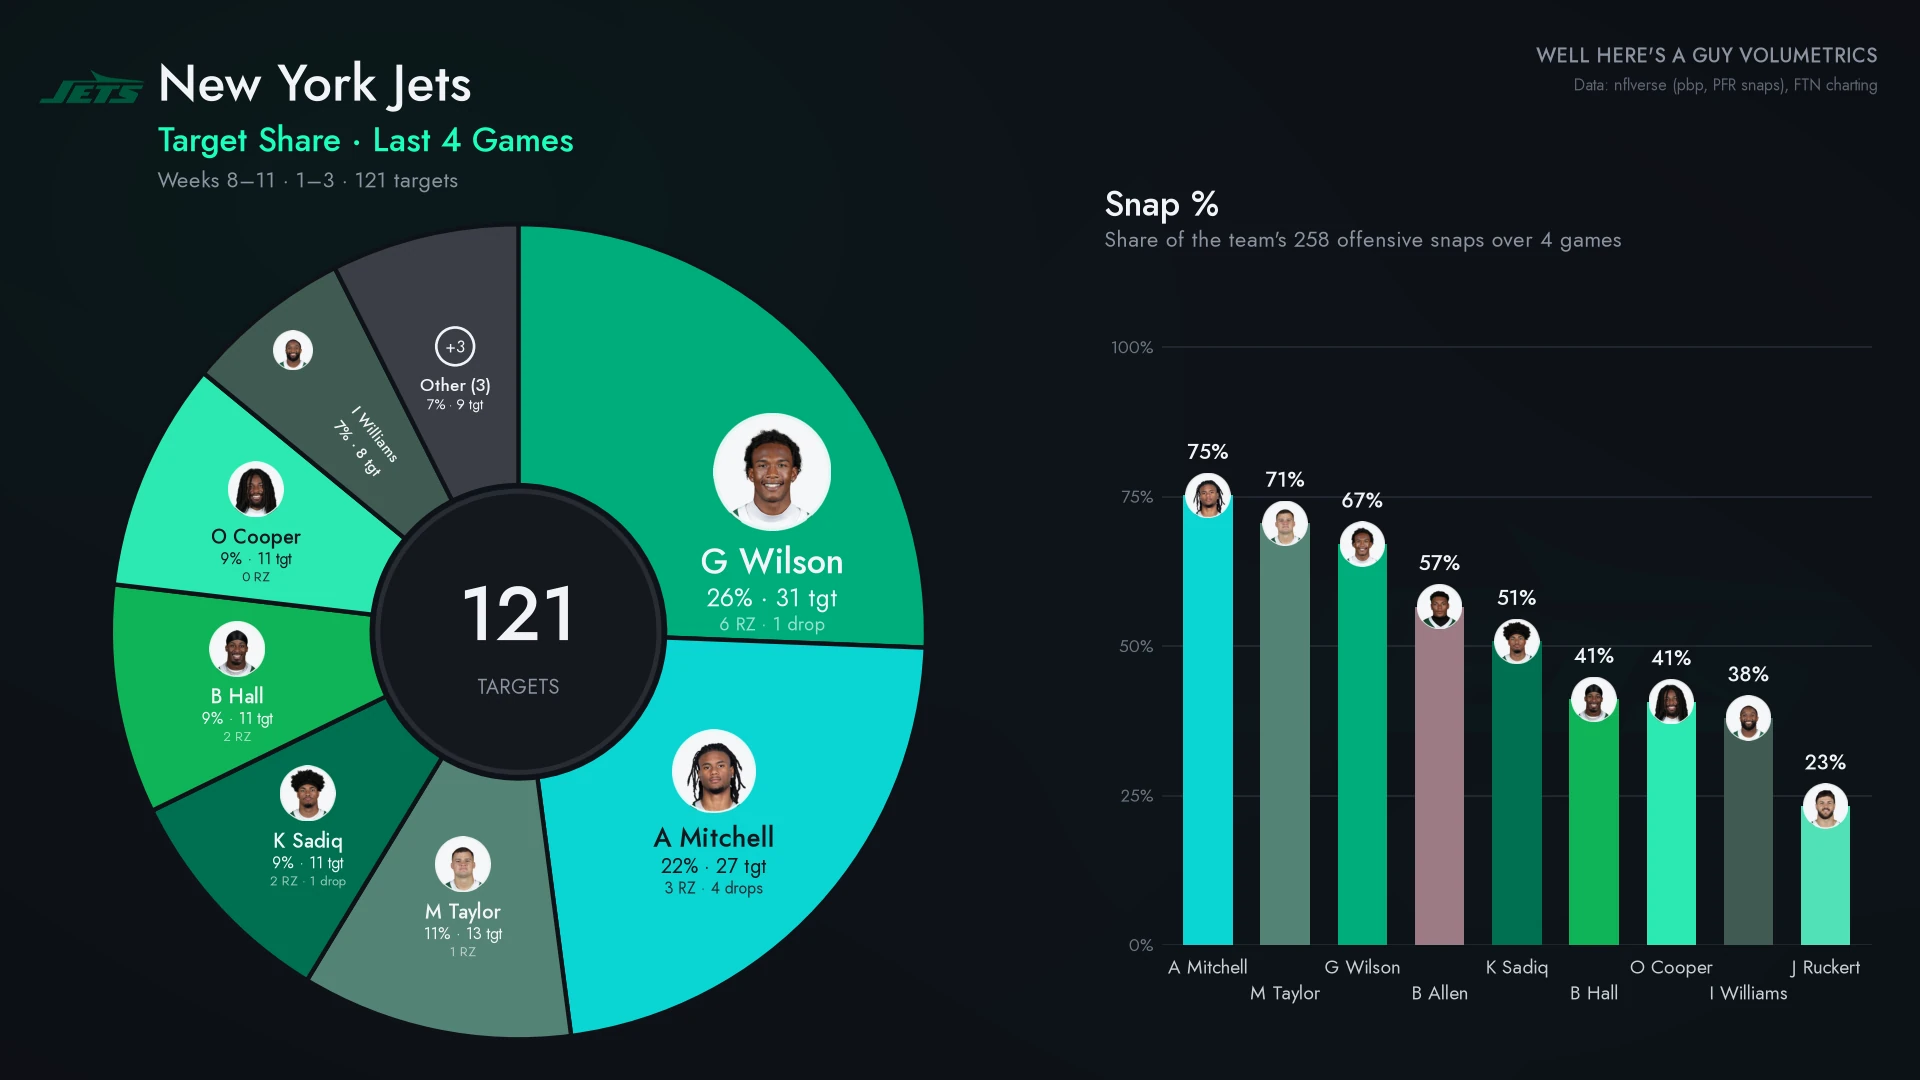 JETS
New York Jets
Target Share · Last 4 Games
Weeks 8–11 · 1–3 · 121 targets
WELL HERE'S A GUY VOLUMETRICS
Data: nflverse (pbp, PFR snaps), FTN charting
+3
Other (3)
7% · 9 tgt
I Williams
7% · 8 tgt
O Cooper
9% · 11 tgt
0 RZ
G Wilson
26% · 31 tgt
6 RZ · 1 drop
121
TARGETS
B Hall
9% · 11 tgt
2 RZ
K Sadiq
9% · 11 tgt
2 RZ · 1 drop
A Mitchell
22% · 27 tgt
3 RZ · 4 drops
M Taylor
11% · 13 tgt
1 RZ
Snap %
Share of the team's 258 offensive snaps over 4 games
100%
75%
50%
25%
0%
75%
71%
67%
57%
51%
41%
41%
38%
23%
A Mitchell
M Taylor
G Wilson
B Allen
K Sadiq
B Hall
O Cooper
I Williams
J Ruckert